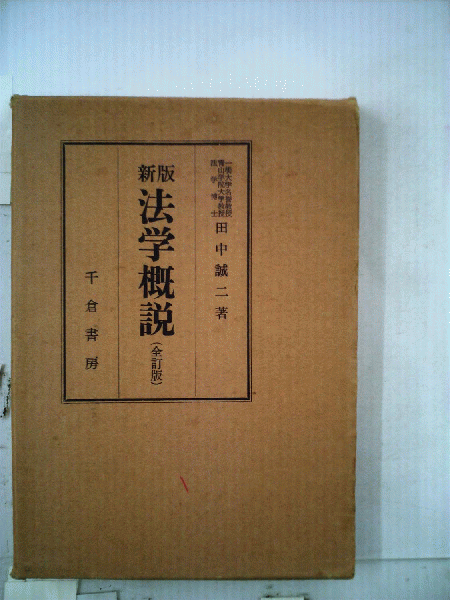 一橋大学名誉教授
青山学院大学教授
法学博士
田中誠二著
新版
法学概説
(全訂版)
千倉書房